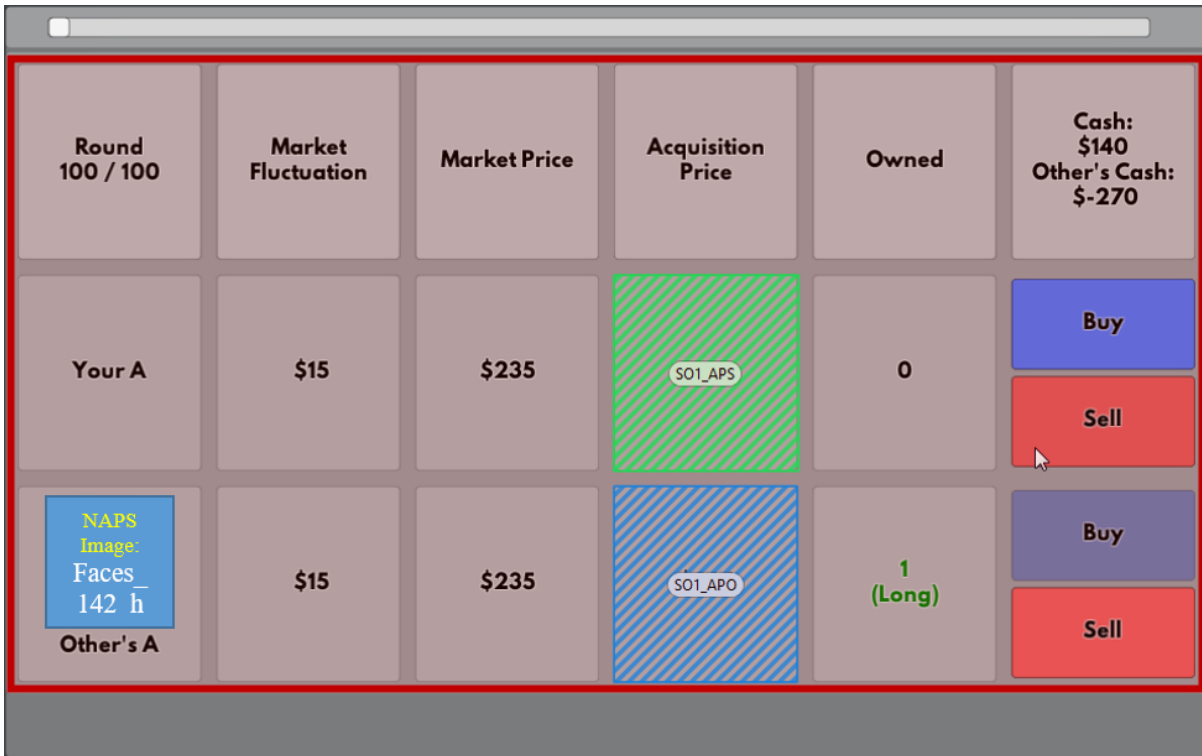 Round
100 / 100
Market
Fluctuation
Market Price
Acquisition
Price
Owned
Cash:
$140
Other's Cash:
$-270
Your A
$15
$235
SO1_APS
0
Buy
Sell
NAPS
Image:
Faces_
142_h
Other's A
$15
$235
SO1_APO
1
(Long)
Buy
Sell